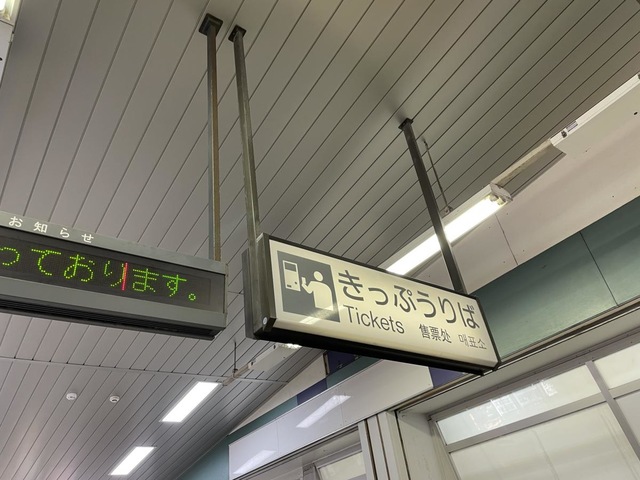 お知らせ
っております。
きっぷうりば
Tickets 售票处 매표소